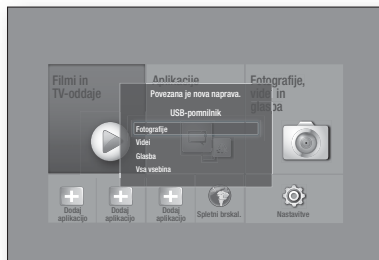 Filmi in
TV-oddaje
Aplikacije
Fotografije,
videi in
glasba
Povezana je nova naprava.
USB-pomnilnik
Fotografije
Videi
Glasba
Vsa vsebina
Dodaj
aplikacijo
Dodaj
aplikacijo
Dodaj
aplikacijo
Spletni brskal.
Nastavitve